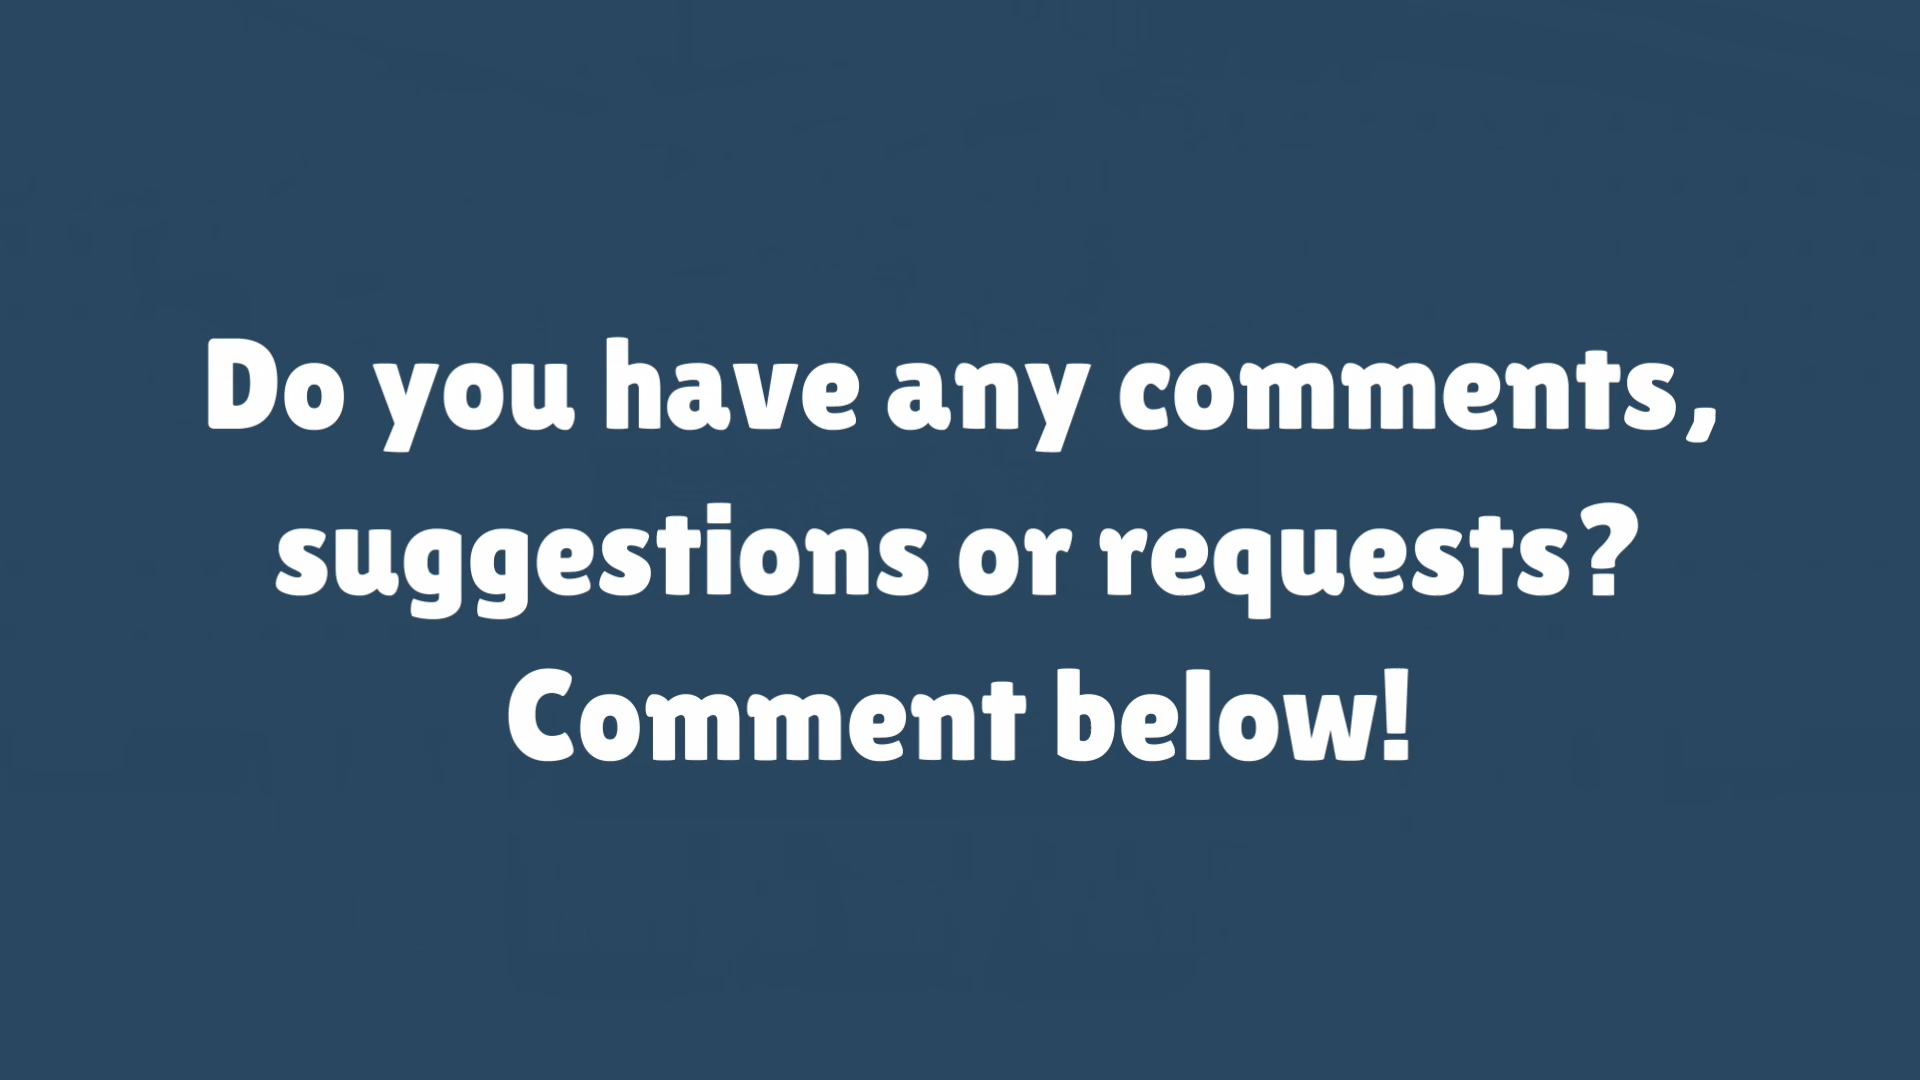 Do you have any comments,
suggestions or requests?
Comment below!